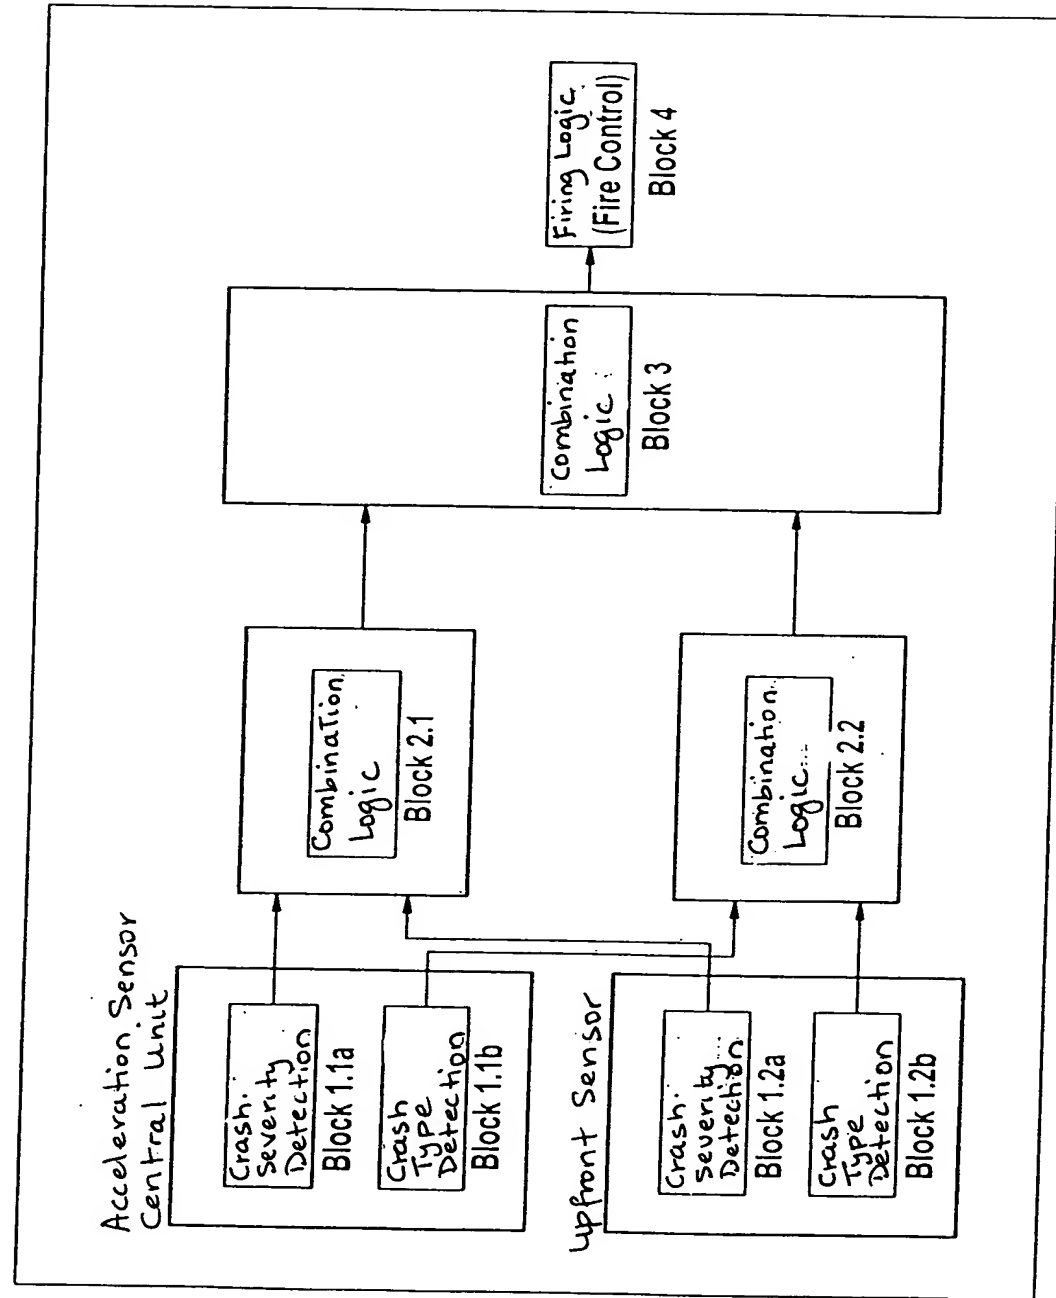 Acceleration Sensor
Central Unit
Crash
Severity
Detection
Block 1.1a
Crash
Type
Detection
Block 1.1b
Upfront Sensor
Crash
Severity
Detection
Block 1.2a
Crash
Type
Detection
Block 1.2b
Combination
Logic
Block 2.1
Combination
Logic
Block 2.2
Combination
Logic
Block 3
Firing Logic
(Fire Control)
Block 4